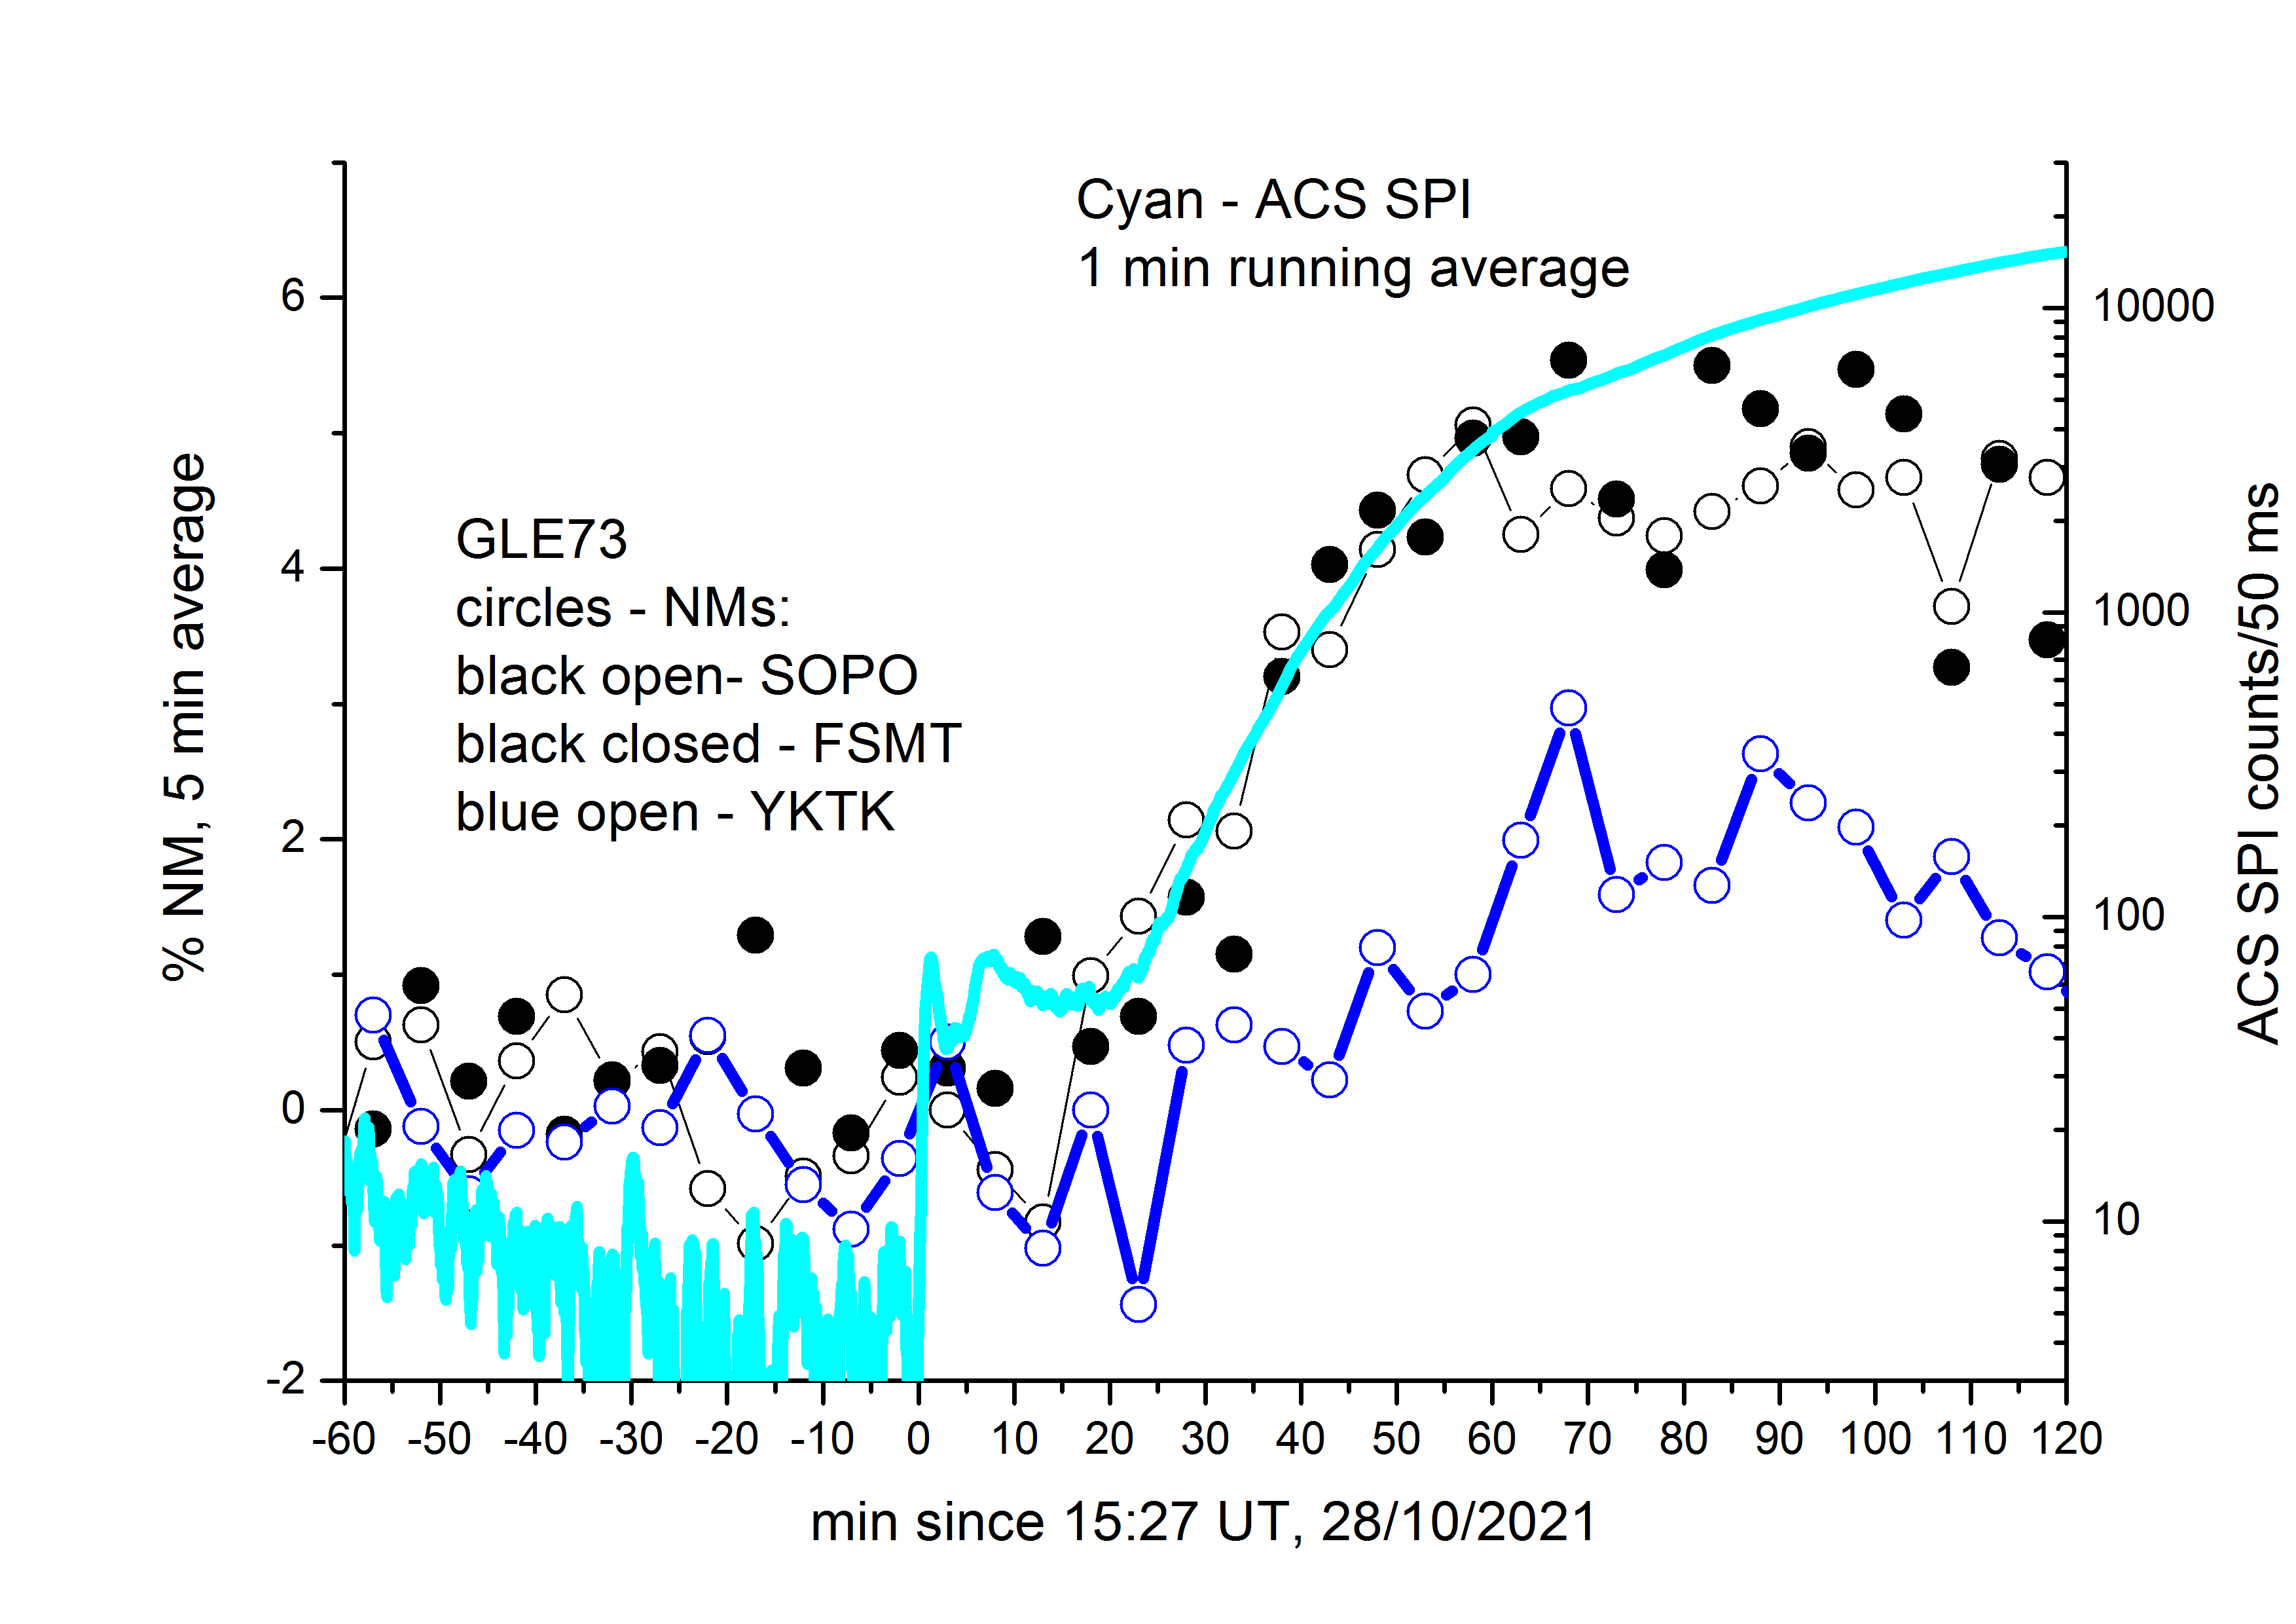 Cyan - ACS SPI
1 min running average
GLE73
circles - NMs:
black open- SOPO
black closed - FSMT
blue open - YKTK
% NM, 5 min average
6
4
2
0
-2
10000
1000
100
10
ACS SPI counts/50 ms
-60 -50 -40 -30 -20 -10 0 10 20 30 40 50 60 70 80 90 100 110 120
min since 15:27 UT, 28/10/2021